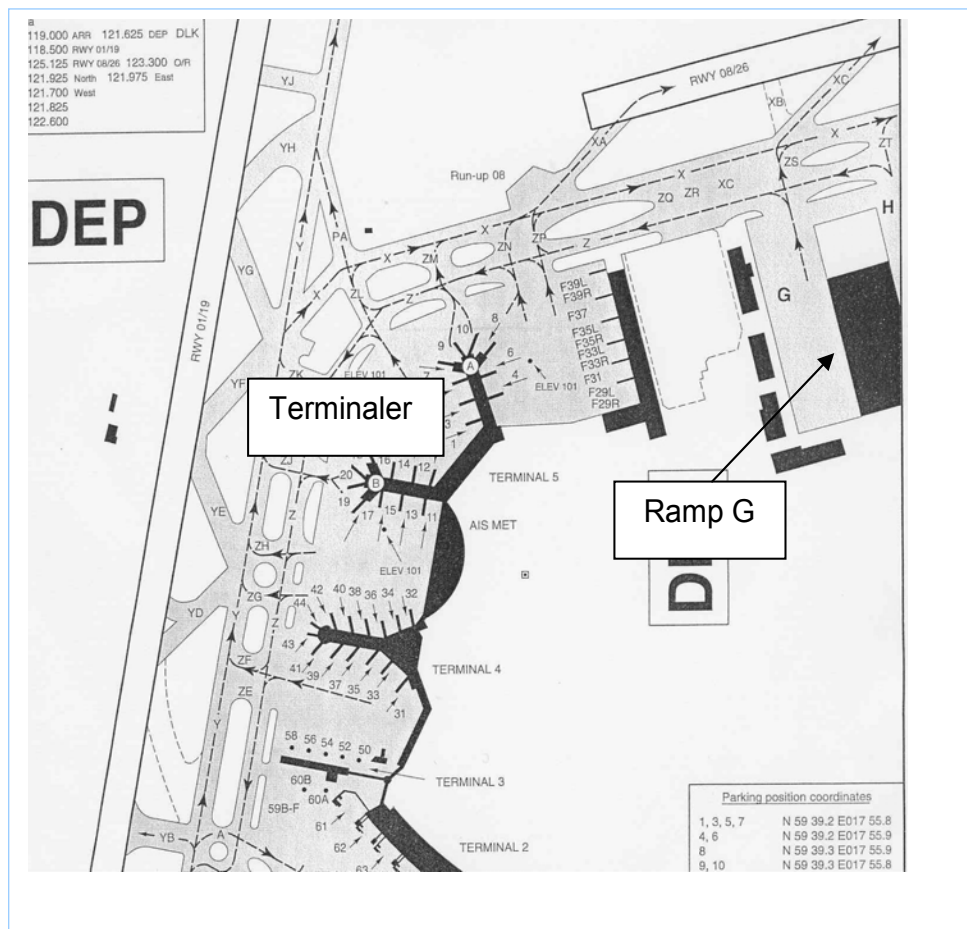 a
119.000 ARR 121.625 DEP DLK
118.500 RWY 01/19
125.125 RWY 08/26 123.300 O/R
121.925 North 121.975 East
121.700 West
121.825
122.600
DEP
RWY 01/19
RWY 08/26
YJ
YH
Run-up 08
XA
XB
XC
X
ZT
ZS
H
PA
Y
X
ZM
X
ZN
ZP
Z
ZQ
ZR
XC
X
YG
X
ZL
Z
G
F39L
F39R
F37
F35L
F35R
F33L
F33R
F31
F29L
F29R
10
8
9
A
6
4
ELEV 101
ELEV 101
7
3
1
YF
ZK
Terminaler
Ramp G
ZJ
20
16
14
12
B
19
17
15
13
11
TERMINAL 5
AIS MET
ELEV 101
YE
Z
ZH
ZG
YD
Y
Z
44
42
40
38
36
34
32
43
41
39
37
35
33
31
TERMINAL 4
ZF
ZE
Y
58
56
54
52
50
TERMINAL 3
60B
60A
59B-F
61
62
63
TERMINAL 2
YB
A
Parking position coordinates
1, 3, 5, 7 N 59 39.2 E017 55.8
4, 6 N 59 39.2 E017 55.9
8 N 59 39.3 E017 55.9
9, 10 N 59 39.3 E017 55.8